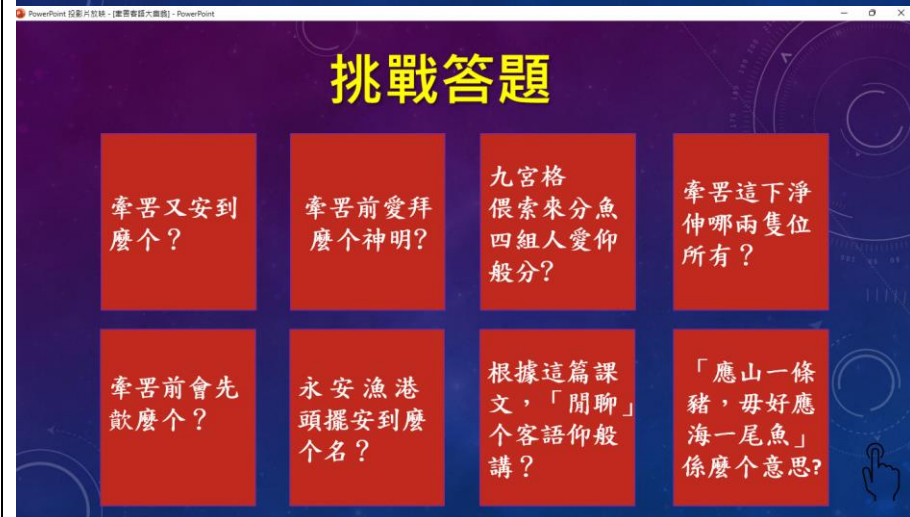 PowerPoint 投影片放映 - [牽罟客語大無我] - PowerPoint
挑戰答題
牽罟又安到
麼个？
牽罟前愛拜
麼个神明?
九宮格
偎索來分魚
四組人愛仰
般分?
牽罟這下淨
伸哪兩隻位
所有？
牽罟前會先
歕麼个？
永安漁港
頭擺安到麼
个名？
根據這篇課
文，「閒聊」
个客語仰般
講？
「應山一條
豬，毋好應
海一尾魚」
係麼个意思?